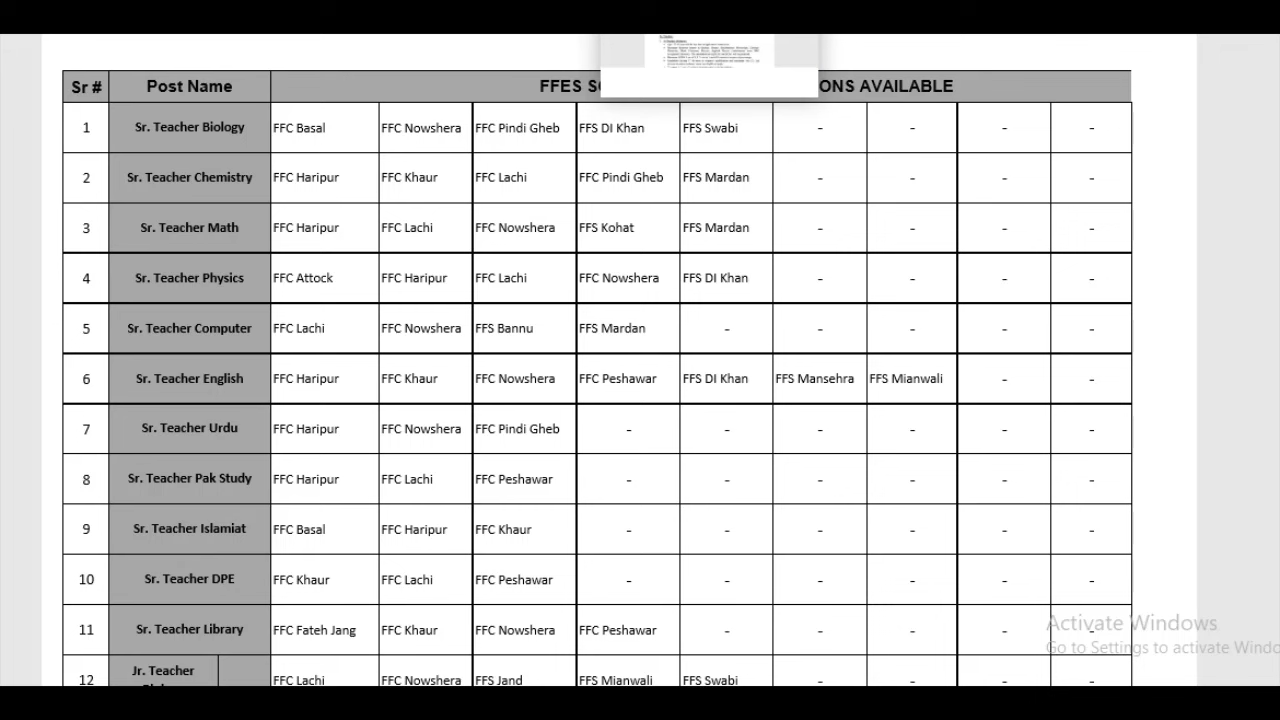 Sr # Post Name FFES ONS AVAILABLE
1 Sr. Teacher Biology FFC Basal FFC Nowshera FFC Pindi Gheb FFS DI Khan FFS Swabi - - - -
2 Sr. Teacher Chemistry FFC Haripur FFC Khaur FFC Lachi FFC Pindi Gheb FFS Mardan - - - -
3 Sr. Teacher Math FFC Haripur FFC Lachi FFC Nowshera FFS Kohat FFS Mardan - - - -
4 Sr. Teacher Physics FFC Attock FFC Haripur FFC Lachi FFC Nowshera FFS DI Khan - - - -
5 Sr. Teacher Computer FFC Lachi FFC Nowshera FFS Bannu FFS Mardan - - - - -
6 Sr. Teacher English FFC Haripur FFC Khaur FFC Nowshera FFC Peshawar FFS DI Khan FFS Mansehra FFS Mianwali - -
7 Sr. Teacher Urdu FFC Haripur FFC Nowshera FFC Pindi Gheb - - - - - -
8 Sr. Teacher Pak Study FFC Haripur FFC Lachi FFC Peshawar - - - - - -
9 Sr. Teacher Islamiat FFC Basal FFC Haripur FFC Khaur - - - - - -
10 Sr. Teacher DPE FFC Khaur FFC Lachi FFC Peshawar - - - - - -
11 Sr. Teacher Library FFC Fateh Jang FFC Khaur FFC Nowshera FFC Peshawar - - - - -
12 Jr. Teacher FFC Lachi FFC Nowshera FFS Jand FFS Mianwali FFS Swabi - - - -
Activate Windows
Go to Settings to activate Windo